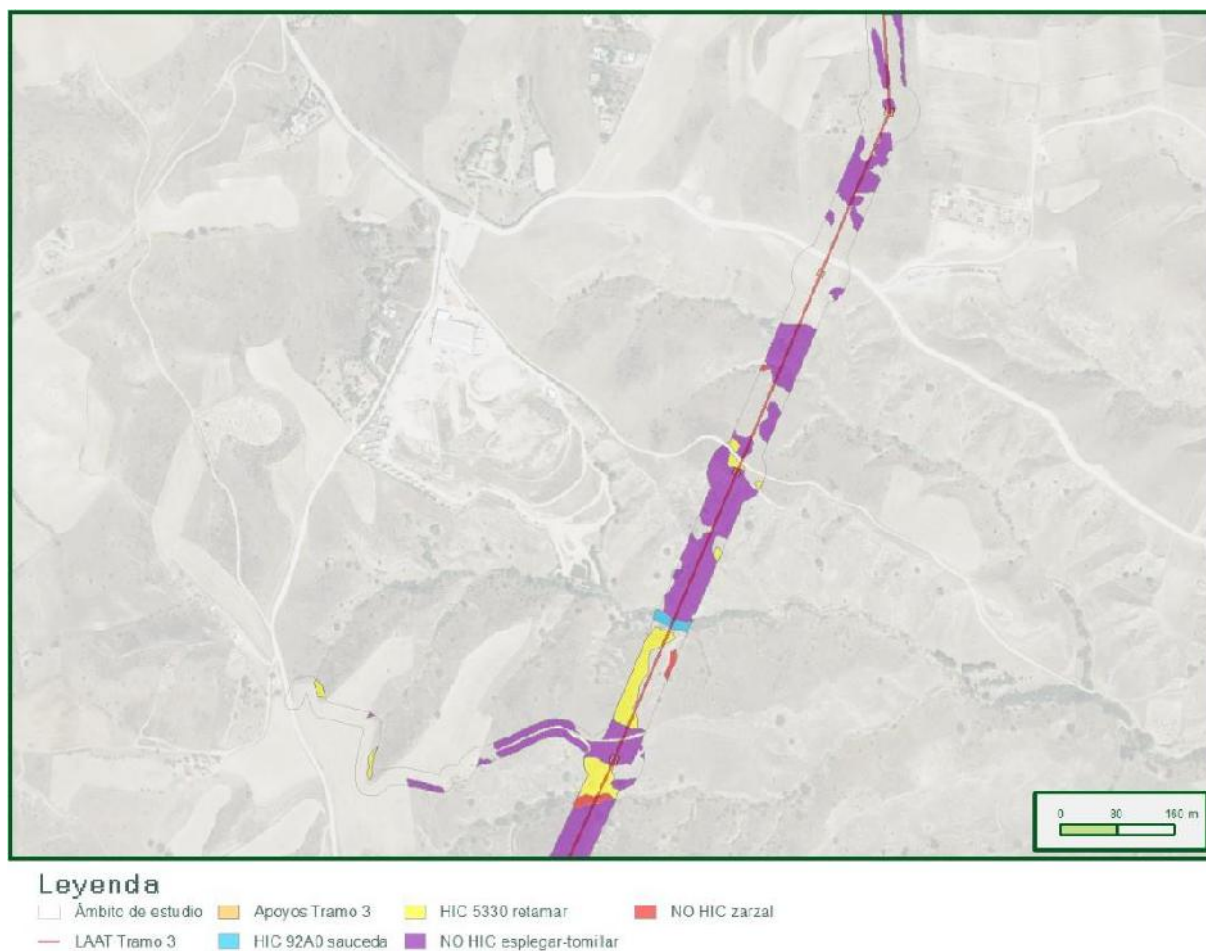 0 80 160 m
Leyenda
Ámbito de estudio Apoyos Tramo 3 HIC 5330 retamar NO HIC zarzal
LAAT Tramo 3 HIC 92A0 sauceda NO HIC esplegar-tomillar